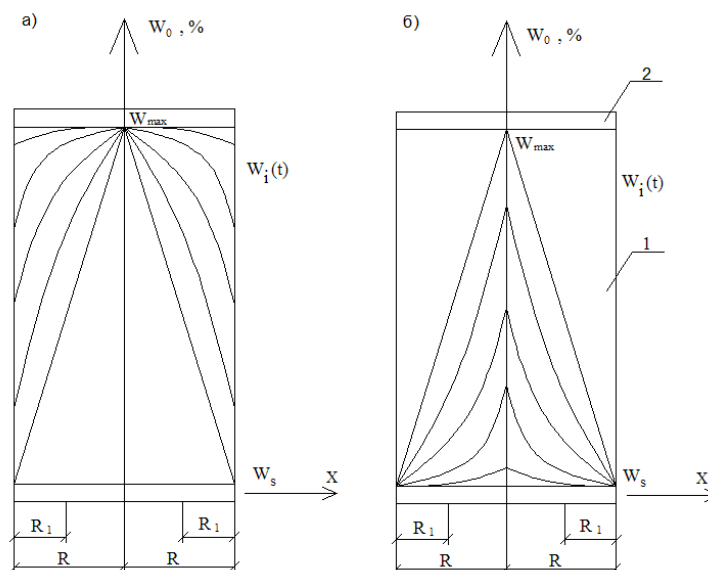 а)
W₀ , %
Wmax
Wi(t)
Ws
X
R₁
R₁
R
R
б)
W₀ , %
2
Wmax
Wi(t)
1
Ws
X
R₁
R₁
R
R